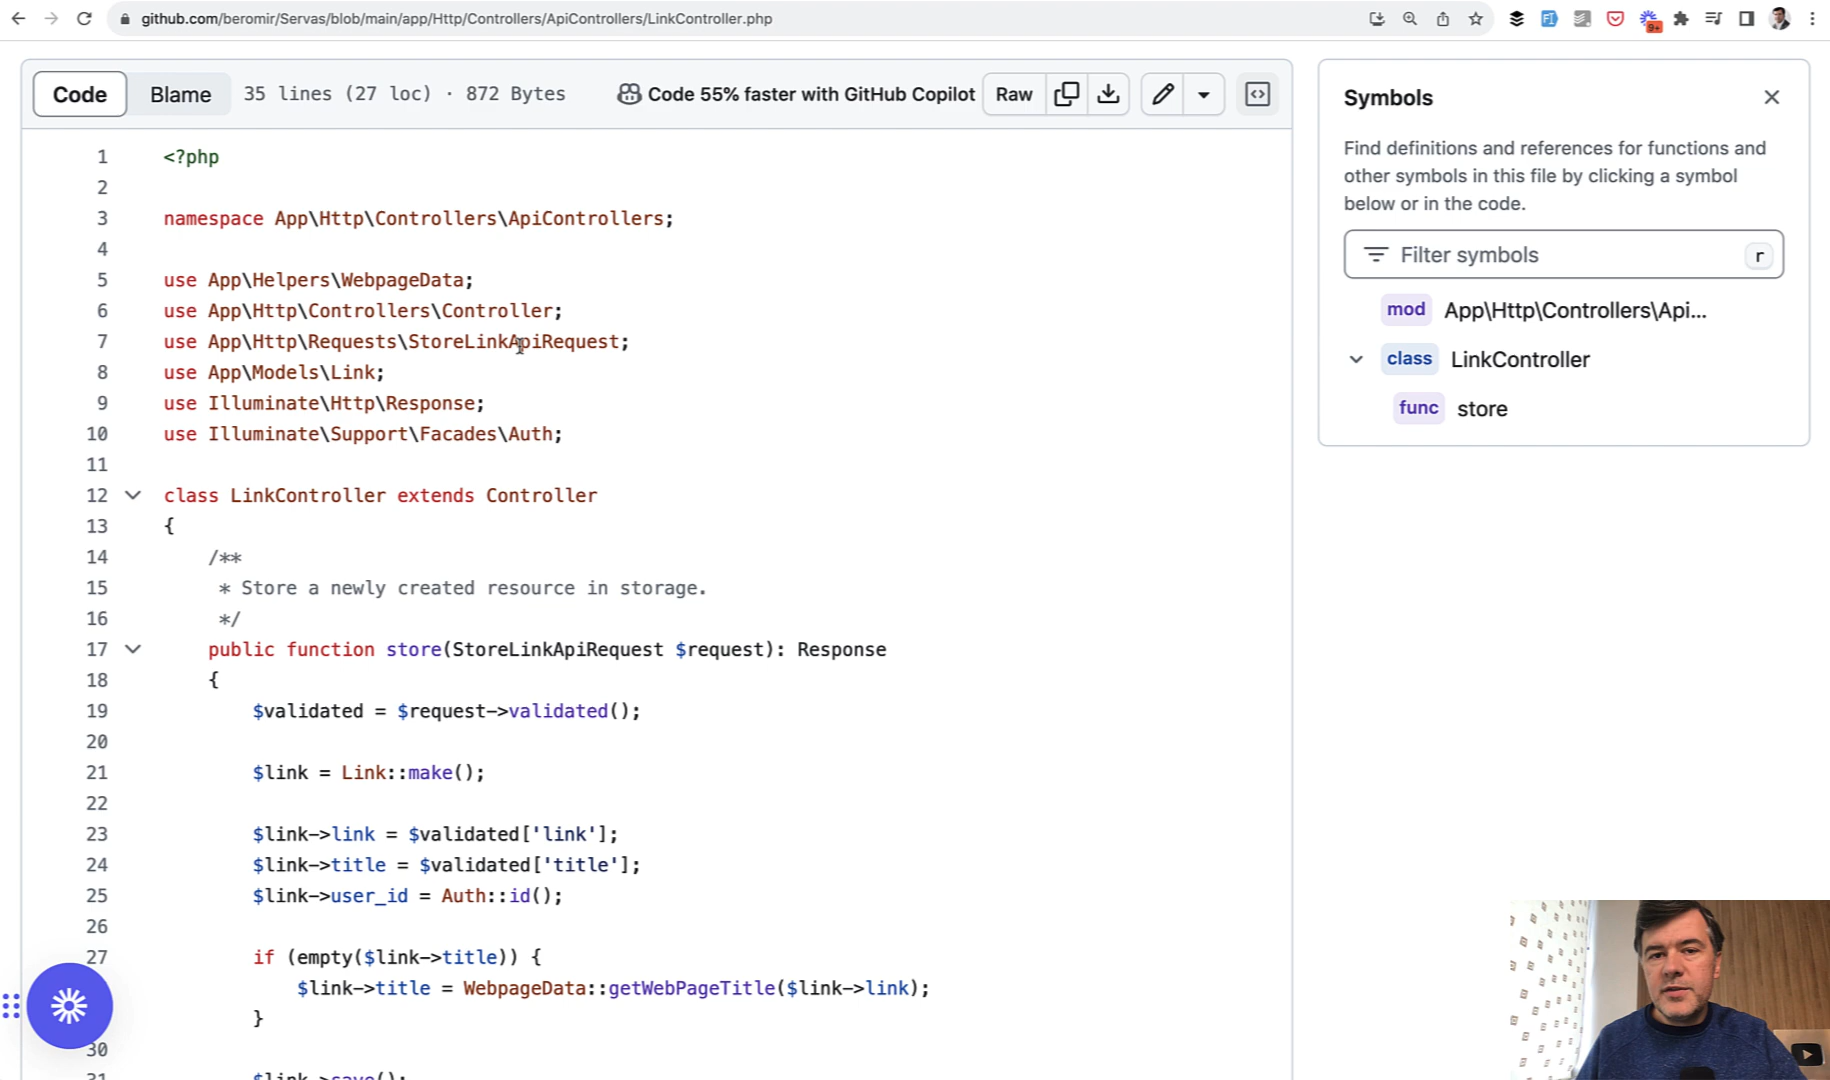 github.com/beromir/Servas/blob/main/app/Http/Controllers/ApiControllers/LinkController.php
9+
Code Blame 35 lines (27 loc) · 872 Bytes Code 55% faster with GitHub Copilot Raw
1 <?php
2
3 namespace App\Http\Controllers\ApiControllers;
4
5 use App\Helpers\WebpageData;
6 use App\Http\Controllers\Controller;
7 use App\Http\Requests\StoreLinkApiRequest;
8 use App\Models\Link;
9 use Illuminate\Http\Response;
10 use Illuminate\Support\Facades\Auth;
11
12 class LinkController extends Controller
13 {
14 /**
15 * Store a newly created resource in storage.
16 */
17 public function store(StoreLinkApiRequest $request): Response
18 {
19 $validated = $request->validated();
20
21 $link = Link::make();
22
23 $link->link = $validated['link'];
24 $link->title = $validated['title'];
25 $link->user_id = Auth::id();
26
27 if (empty($link->title)) {
$link->title = WebpageData::getWebPageTitle($link->link);
}
30
31 $link->save();
Symbols
Find definitions and references for functions and
other symbols in this file by clicking a symbol
below or in the code.
Filter symbols r
mod App\Http\Controllers\Api...
class LinkController
func store